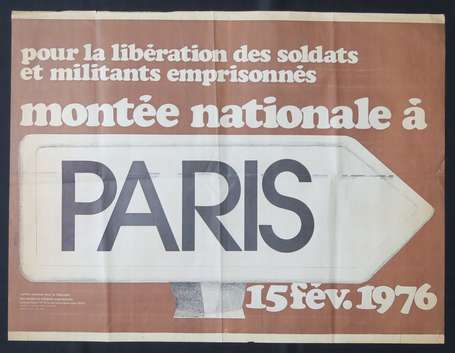 pour la libération des soldats
et militants emprisonnés
montée nationale à
PARIS
15 fév. 1976